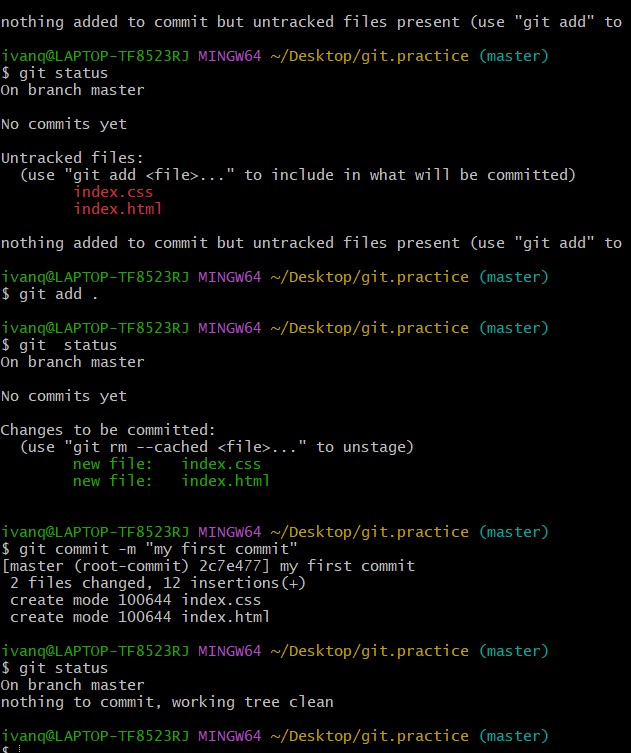 nothing added to commit but untracked files present (use "git add" to
ivanq@LAPTOP-TF8523RJ MINGW64 ~/Desktop/git.practice (master)
$ git status
On branch master
No commits yet
Untracked files:
  (use "git add <file>..." to include in what will be committed)
        index.css
        index.html
nothing added to commit but untracked files present (use "git add" to
ivanq@LAPTOP-TF8523RJ MINGW64 ~/Desktop/git.practice (master)
$ git add .
ivanq@LAPTOP-TF8523RJ MINGW64 ~/Desktop/git.practice (master)
$ git  status
On branch master
No commits yet
Changes to be committed:
  (use "git rm --cached <file>..." to unstage)
        new file:   index.css
        new file:   index.html
ivanq@LAPTOP-TF8523RJ MINGW64 ~/Desktop/git.practice (master)
$ git commit -m "my first commit"
[master (root-commit) 2c7e477] my first commit
 2 files changed, 12 insertions(+)
 create mode 100644 index.css
 create mode 100644 index.html
ivanq@LAPTOP-TF8523RJ MINGW64 ~/Desktop/git.practice (master)
$ git status
On branch master
nothing to commit, working tree clean
ivanq@LAPTOP-TF8523RJ MINGW64 ~/Desktop/git.practice (master)
$